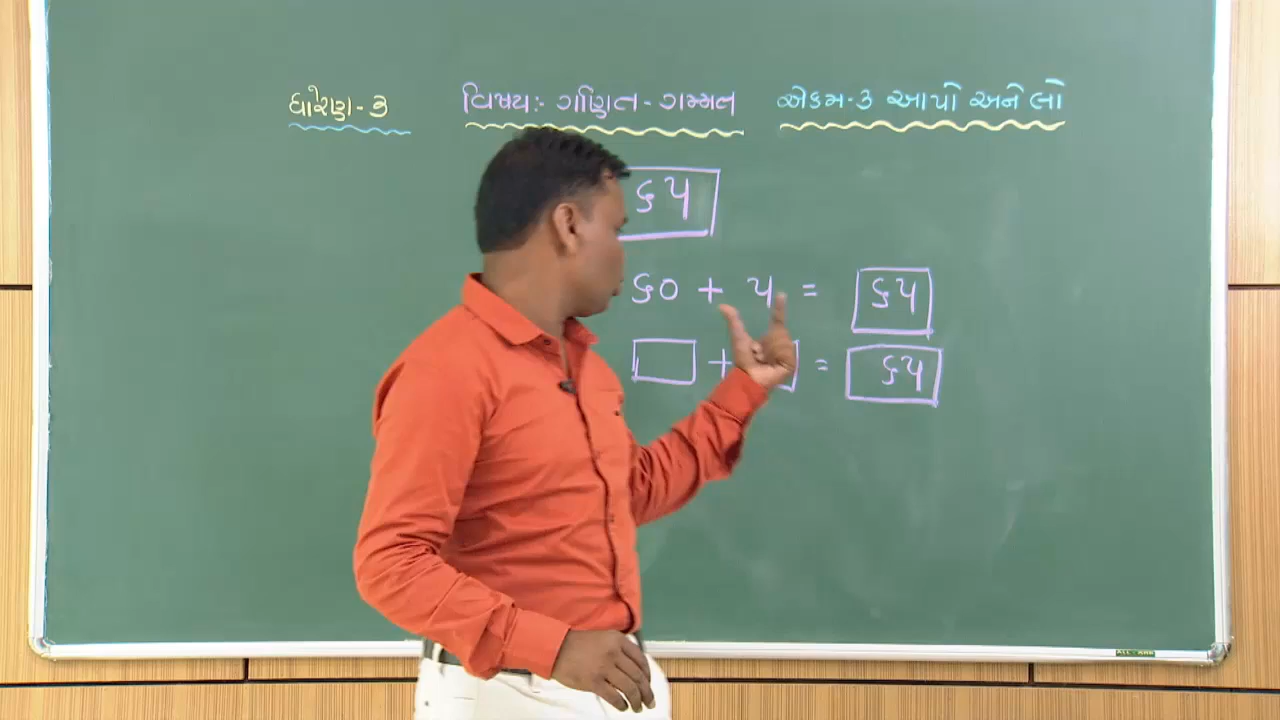 ધોરણ-૩ વિષય:- ગણિત-ગમ્મત એકમ-૩ આપો અને લો
૬૫
૬૦ + ૫ = ૬૫
+ = ૬૫